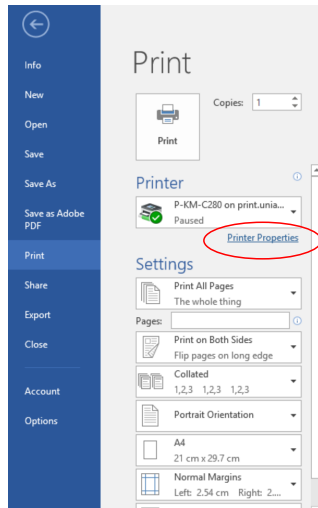 Print
Info
New
Open
Save
Save As
Save as Adobe
PDF
Print
Share
Export
Close
Account
Options
Copies: 1
Print
Printer
P-KM-C280 on print.unia...
Paused
Printer Properties
Settings
Print All Pages
The whole thing
Pages:
Print on Both Sides
Flip pages on long edge
Collated
1,2,3 1,2,3 1,2,3
Portrait Orientation
A4
21 cm x 29.7 cm
Normal Margins
Left: 2.54 cm Right: 2....